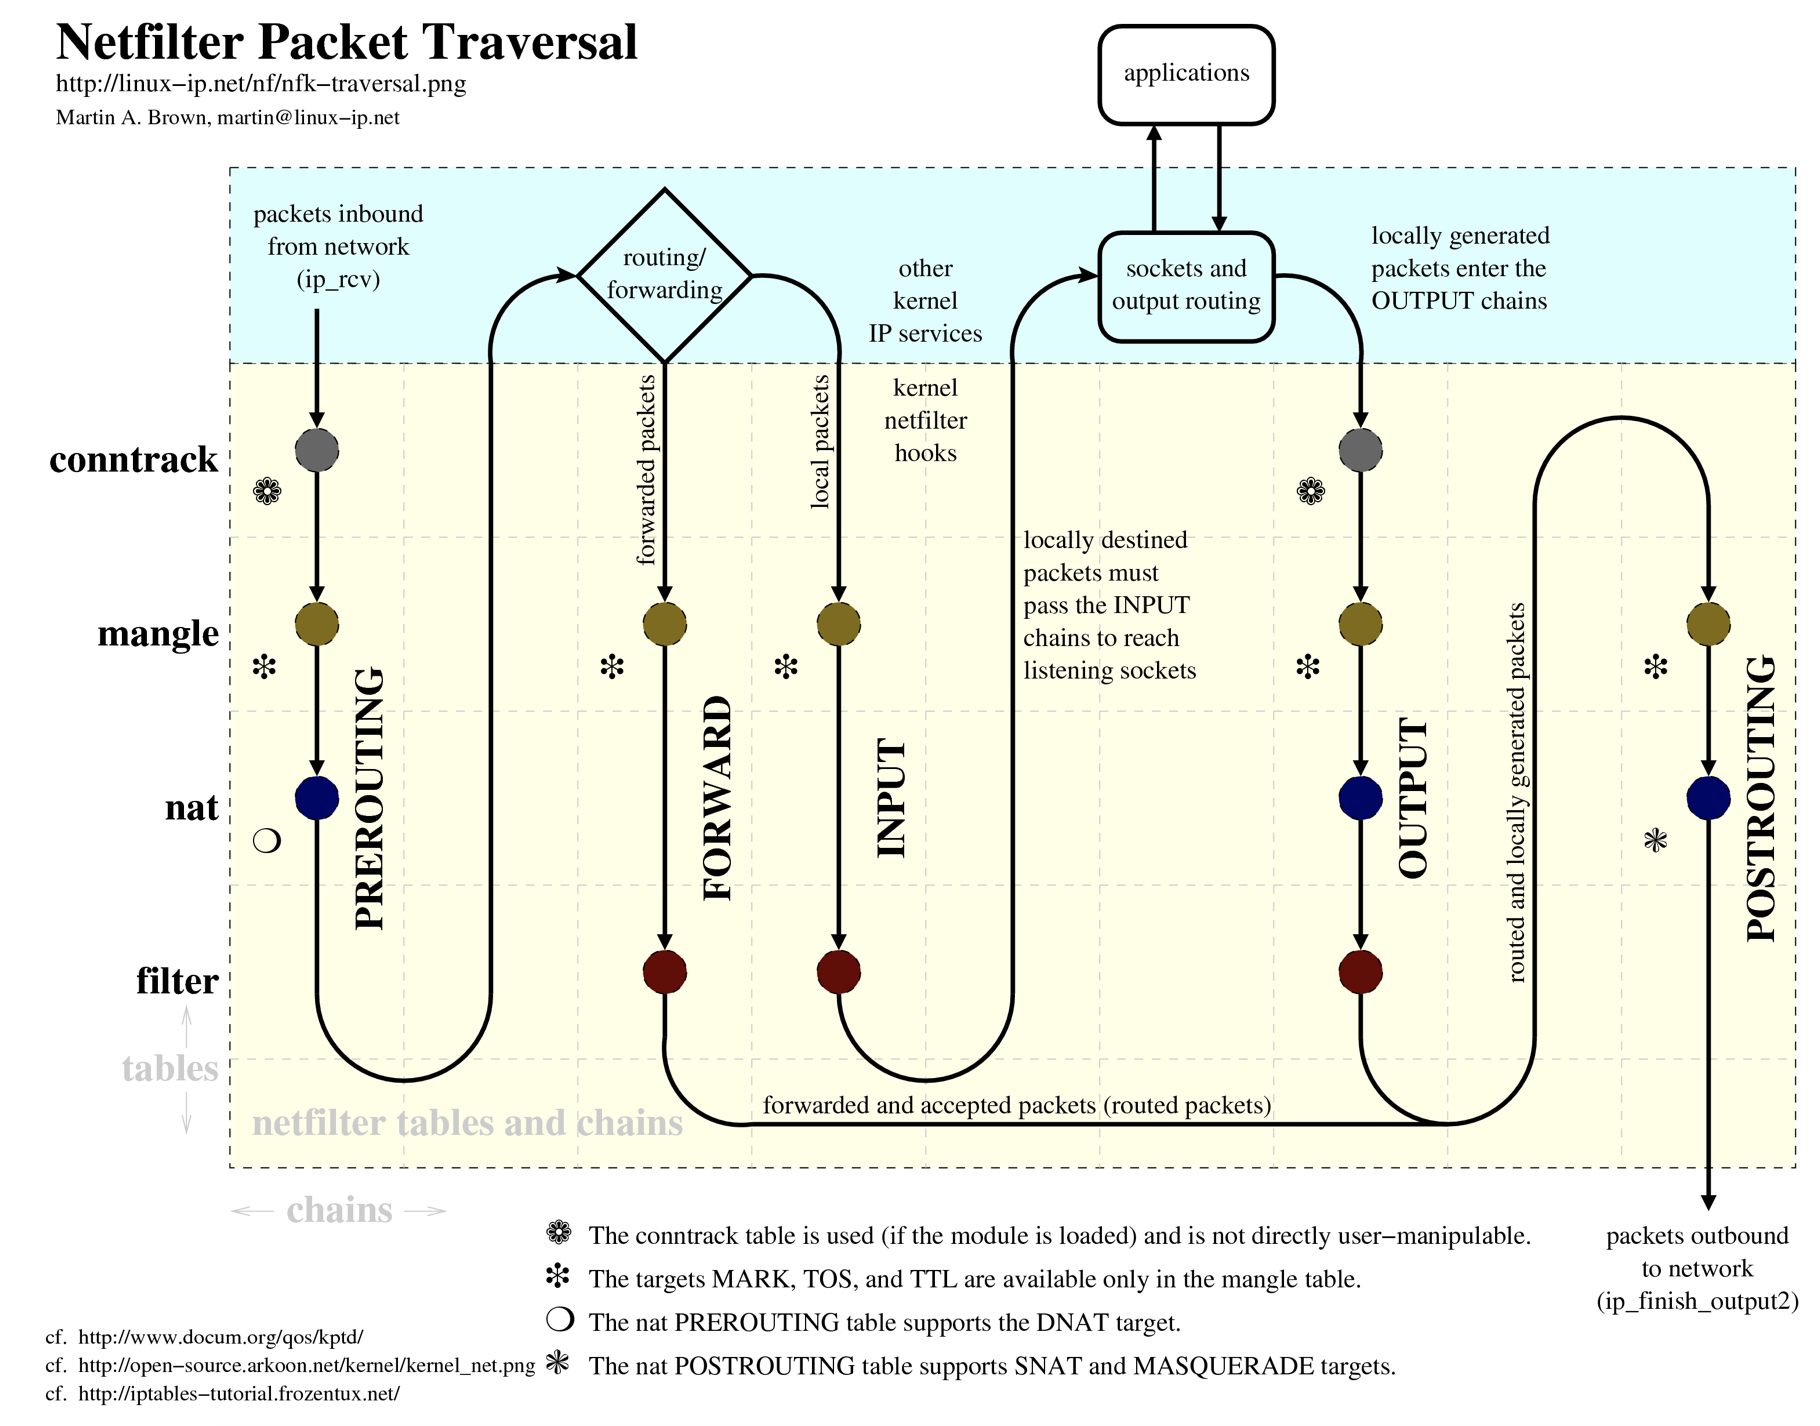 Netfilter Packet Traversal
http://linux−ip.net/nf/nfk−traversal.png
Martin A. Brown, martin@linux−ip.net
applications
packets inbound
from network
(ip_rcv)
routing/
forwarding
other
kernel
IP services
sockets and
output routing
locally generated
packets enter the
OUTPUT chains
kernel
netfilter
hooks
forwarded packets
local packets
conntrack
locally destined
packets must
pass the INPUT
chains to reach
listening sockets
mangle
nat
filter
PREROUTING
FORWARD
INPUT
OUTPUT
routed and locally generated packets
POSTROUTING
tables
netfilter tables and chains
forwarded and accepted packets (routed packets)
chains
The conntrack table is used (if the module is loaded) and is not directly user−manipulable.
The targets MARK, TOS, and TTL are available only in the mangle table.
The nat PREROUTING table supports the DNAT target.
The nat POSTROUTING table supports SNAT and MASQUERADE targets.
packets outbound
to network
(ip_finish_output2)
cf. http://www.docum.org/qos/kptd/
cf. http://open−source.arkoon.net/kernel/kernel_net.png
cf. http://iptables−tutorial.frozentux.net/